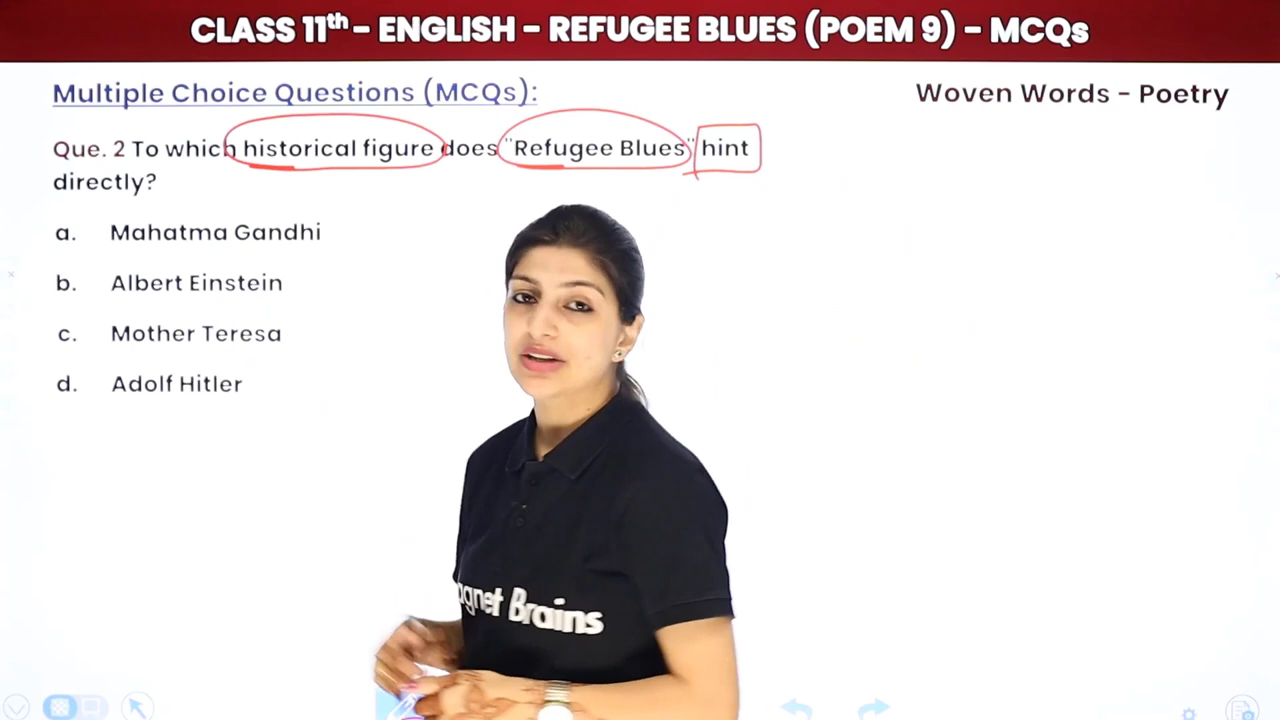 CLASS 11th - ENGLISH - REFUGEE BLUES (POEM 9) - MCQs
Multiple Choice Questions (MCQs):
Woven Words - Poetry
Que. 2 To which historical figure does "Refugee Blues" hint
directly?
a. Mahatma Gandhi
b. Albert Einstein
c. Mother Teresa
d. Adolf Hitler
agnet Brains